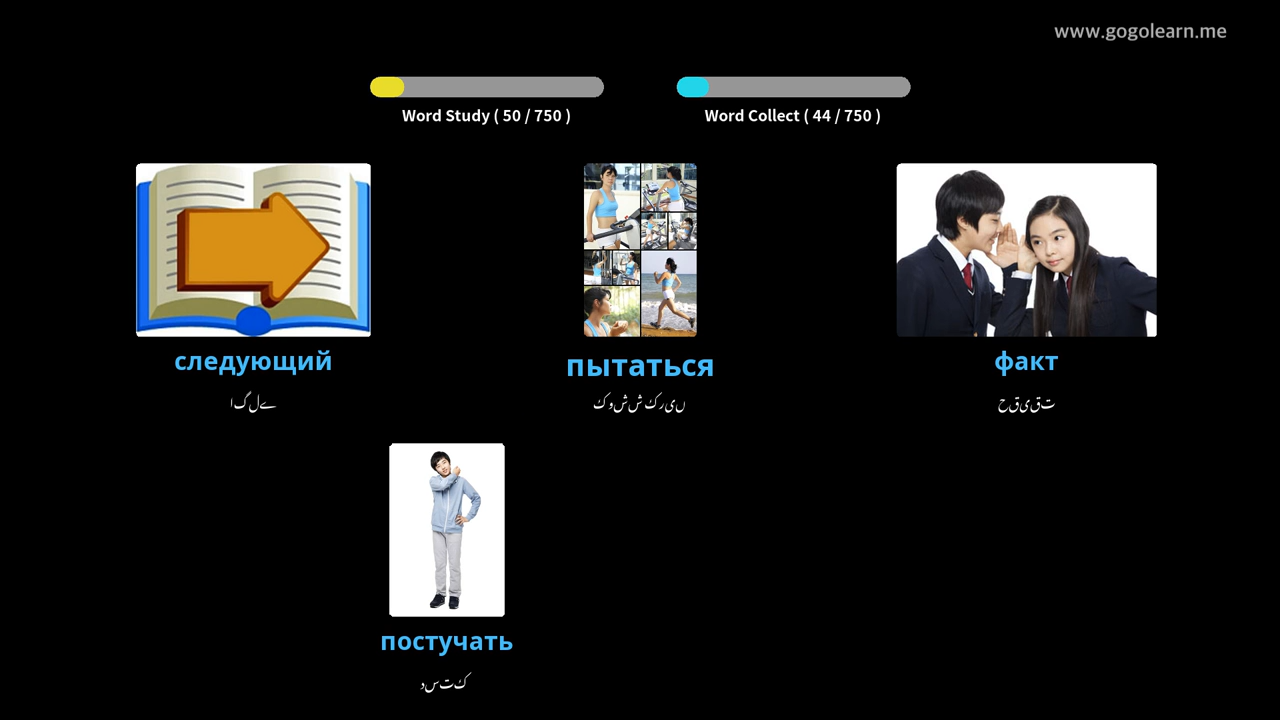 www.gogolearn.me
Word Study ( 50 / 750 )
Word Collect ( 44 / 750 )
следующий
пытаться
факт
اگلے
کوشش کریں
حقیقت
постучать
دستک